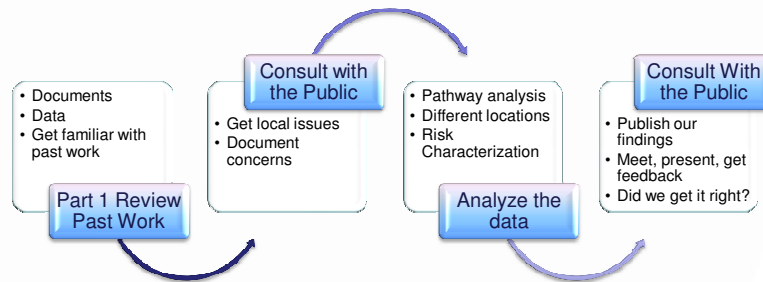 • Documents
• Data
• Get familiar with
past work
Part 1 Review
Past Work
Consult with
the Public
• Get local issues
• Document
concerns
• Pathway analysis
• Different locations
• Risk
Characterization
Analyze the
data
Consult With
the Public
• Publish our
findings
• Meet, present, get
feedback
• Did we get it right?